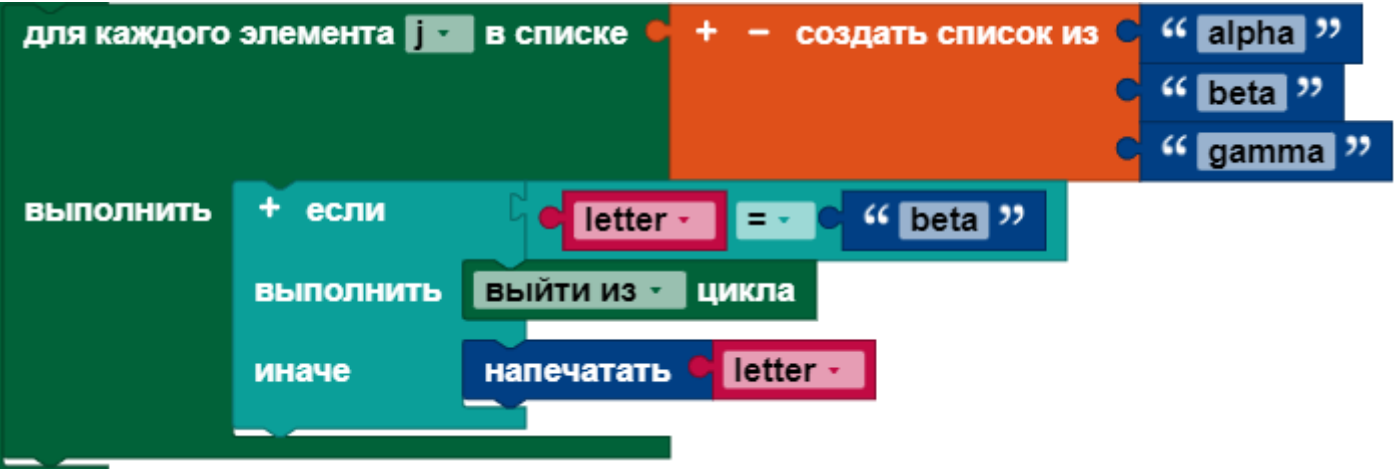 для каждого элемента j в списке + − создать список из “ alpha ”
“ beta ”
“ gamma ”
выполнить + если letter = “ beta ”
выполнить выйти из цикла
иначе напечатать letter